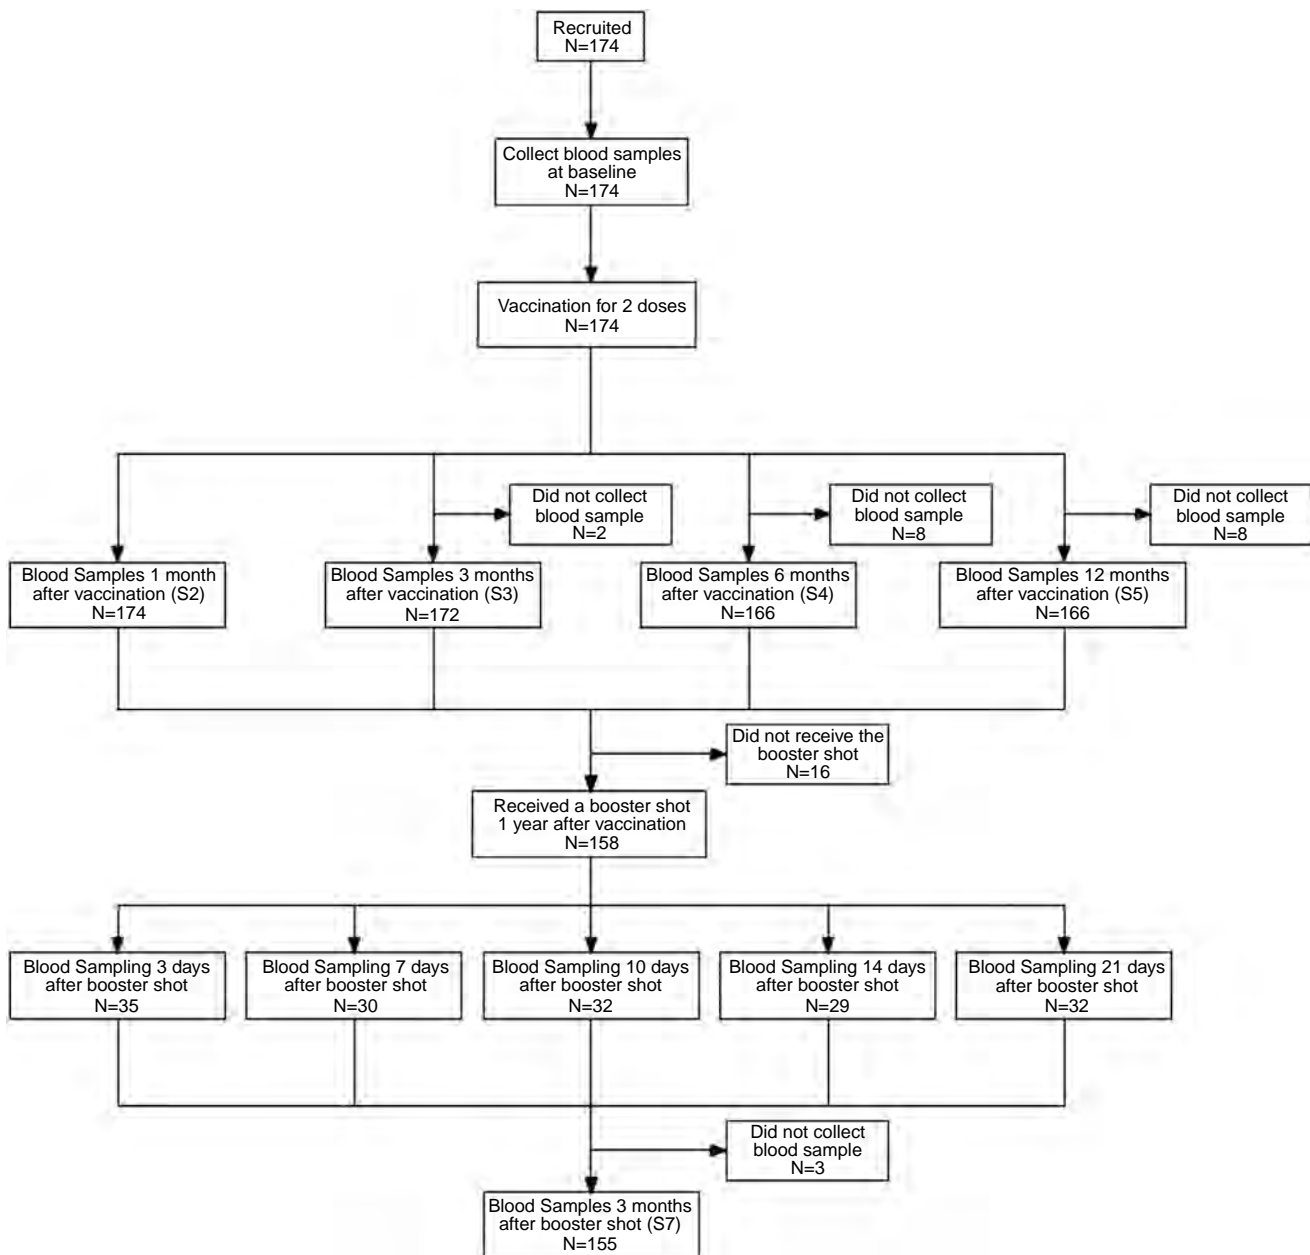 Recruited
N=174
Collect blood samples
at baseline
N=174
Vaccination for 2 doses
N=174
Did not collect
blood sample
N=2
Did not collect
blood sample
N=8
Did not collect
blood sample
N=8
Blood Samples 1 month
after vaccination (S2)
N=174
Blood Samples 3 months
after vaccination (S3)
N=172
Blood Samples 6 months
after vaccination (S4)
N=166
Blood Samples 12 months
after vaccination (S5)
N=166
Did not receive the
booster shot
N=16
Received a booster shot
1 year after vaccination
N=158
Blood Sampling 3 days
after booster shot
N=35
Blood Sampling 7 days
after booster shot
N=30
Blood Sampling 10 days
after booster shot
N=32
Blood Sampling 14 days
after booster shot
N=29
Blood Sampling 21 days
after booster shot
N=32
Did not collect
blood sample
N=3
Blood Samples 3 months
after booster shot (S7)
N=155